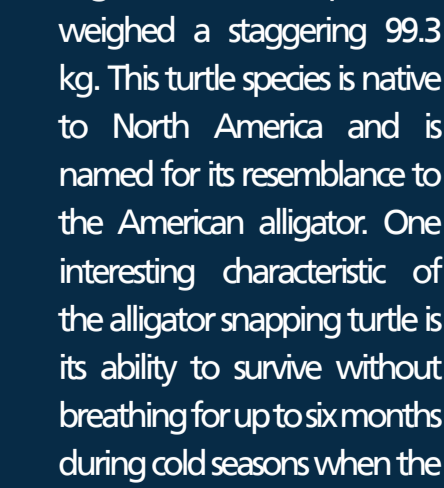 weighed a staggering 99.3
kg. This turtle species is native
to North America and is
named for its resemblance to
the American alligator. One
interesting characteristic of
the alligator snapping turtle is
its ability to survive without
breathing for up to six months
during cold seasons when the